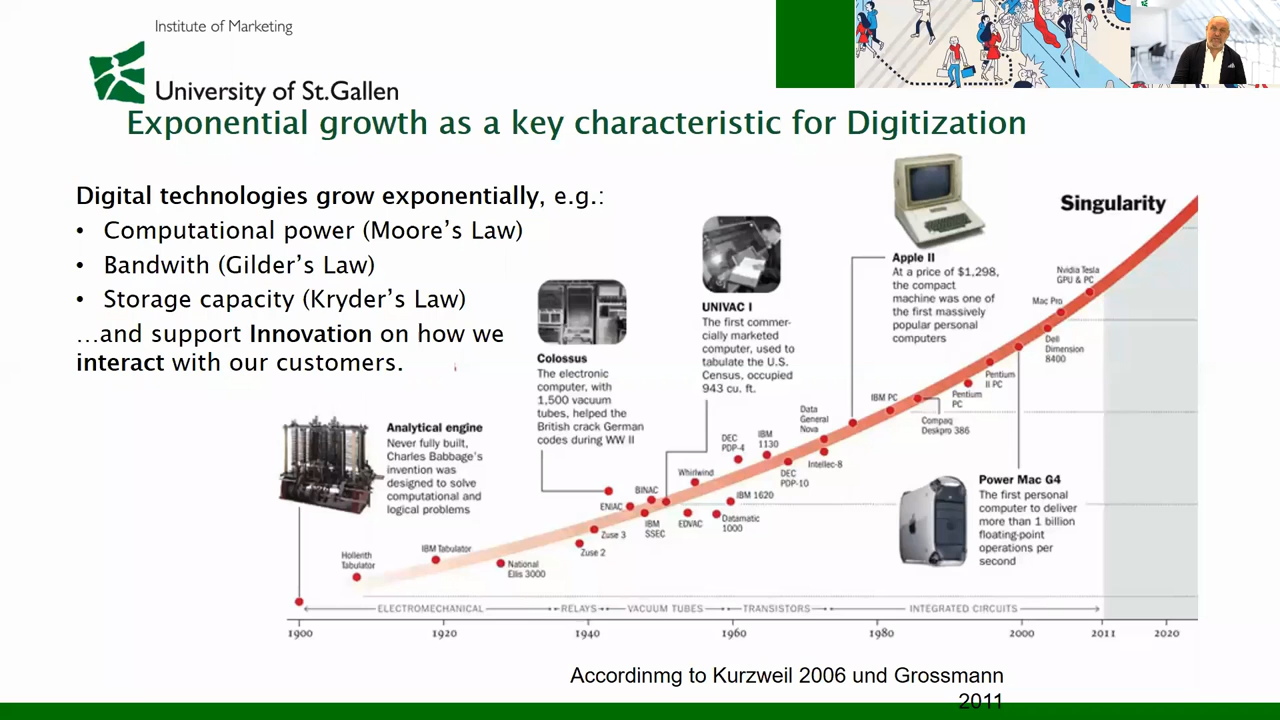 Institute of Marketing
University of St.Gallen
Exponential growth as a key characteristic for Digitization
Digital technologies grow exponentially, e.g.:
• Computational power (Moore's Law)
• Bandwith (Gilder's Law)
• Storage capacity (Kryder's Law)
...and support Innovation on how we
interact with our customers.
Analytical engine
Never fully built,
Charles Babbage's
invention was
designed to solve
computational and
logical problems
Colossus
The electronic
computer, with
1,500 vacuum
tubes, helped the
British crack German
codes during WW II
UNIVAC I
The first commer-
cially marketed
computer, used to
tabulate the U.S.
Census, occupied
943 cu. ft.
Apple II
At a price of $1,298,
the compact
machine was one of
the first massively
popular personal
computers
Singularity
Power Mac G4
The first personal
computer to deliver
more than 1 billion
floating-point
operations per
second
Hollerith
Tabulator
IBM Tabulator
National
Ellis 3000
Zuse 2
Zuse 3
ENIAC
BINAC
IBM
SSEC
Whirlwind
EDVAC
Datamatic
1000
IBM 1620
DEC
PDP-4
IBM
1130
DEC
PDP-10
Data
General
Nova
Intellec-8
IBM PC
Compaq
Deskpro 386
Pentium
PC
Pentium
II PC
Dell
Dimension
8400
Mac Pro
Nvidia Tesla
GPU & PC
ELECTROMECHANICAL
RELAYS
VACUUM TUBES
TRANSISTORS
INTEGRATED CIRCUITS
1900
1920
1940
1960
1980
2000
2011
2020
Accordinmg to Kurzweil 2006 und Grossmann
2011